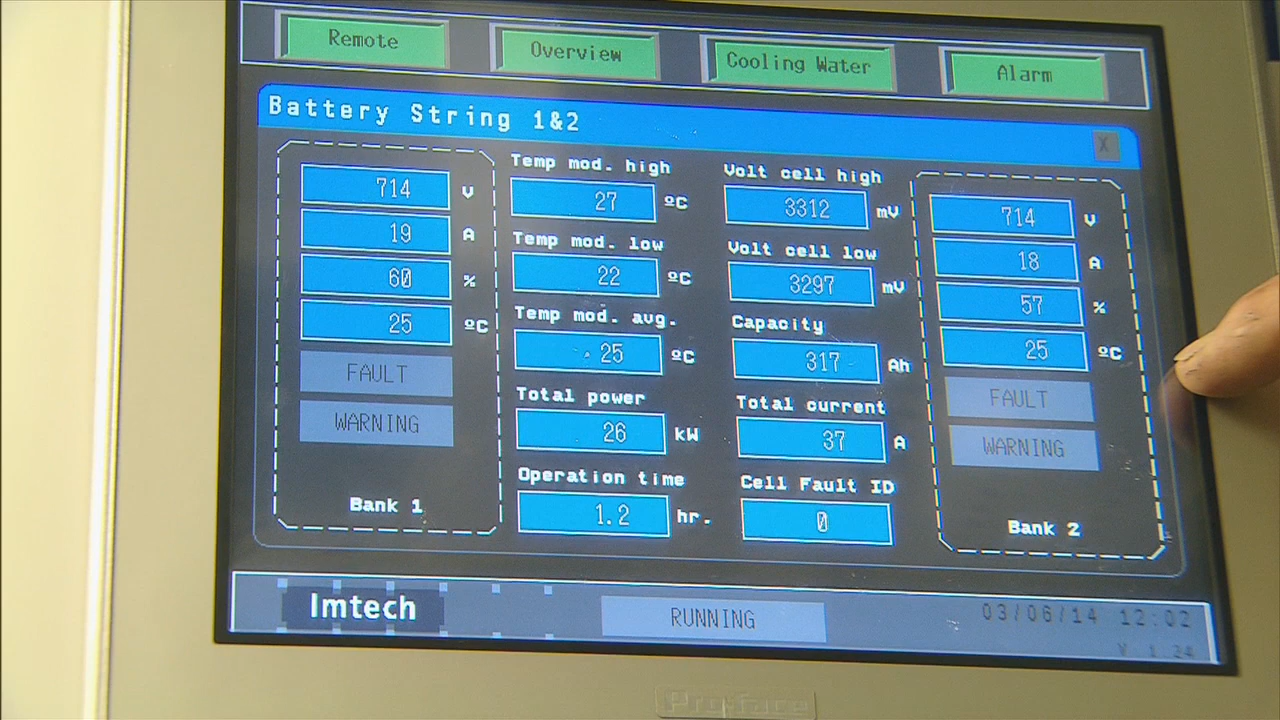 Remote Overview Cooling Water Alarm
Battery String 1&2
X
714 V
19 A
60 %
25 ºC
FAULT
WARNING
Bank 1
Temp mod. high
27 ºC
Temp mod. low
22 ºC
Temp mod. avg.
25 ºC
Total power
26 kW
Operation time
1.2 hr.
Volt cell high
3312 mV
Volt cell low
3297 mV
Capacity
317 Ah
Total current
37 A
Cell Fault ID
0
714 V
18 A
57 %
25 ºC
FAULT
WARNING
Bank 2
Imtech
RUNNING
03/06/14 12:02
V 1.24
Pro-face